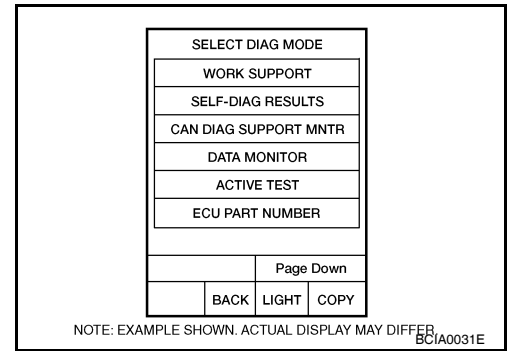 SELECT DIAG MODE
WORK SUPPORT
SELF-DIAG RESULTS
CAN DIAG SUPPORT MNTR
DATA MONITOR
ACTIVE TEST
ECU PART NUMBER
Page Down
BACK LIGHT COPY
NOTE: EXAMPLE SHOWN. ACTUAL DISPLAY MAY DIFFER.
BCIA0031E